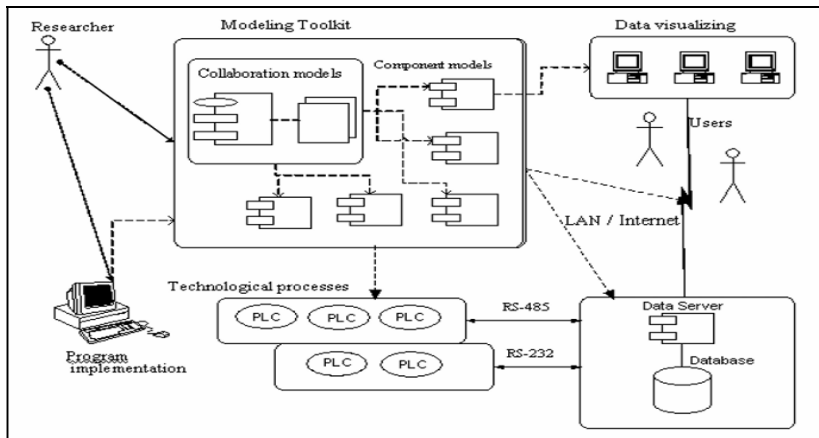 Researcher
Modeling Toolkit
Data visualizing
Collaboration models
Component models
Users
LAN / Internet
Technological processes
PLC PLC PLC
RS-485
Data Server
PLC PLC
RS-232
Database
Program
implementation